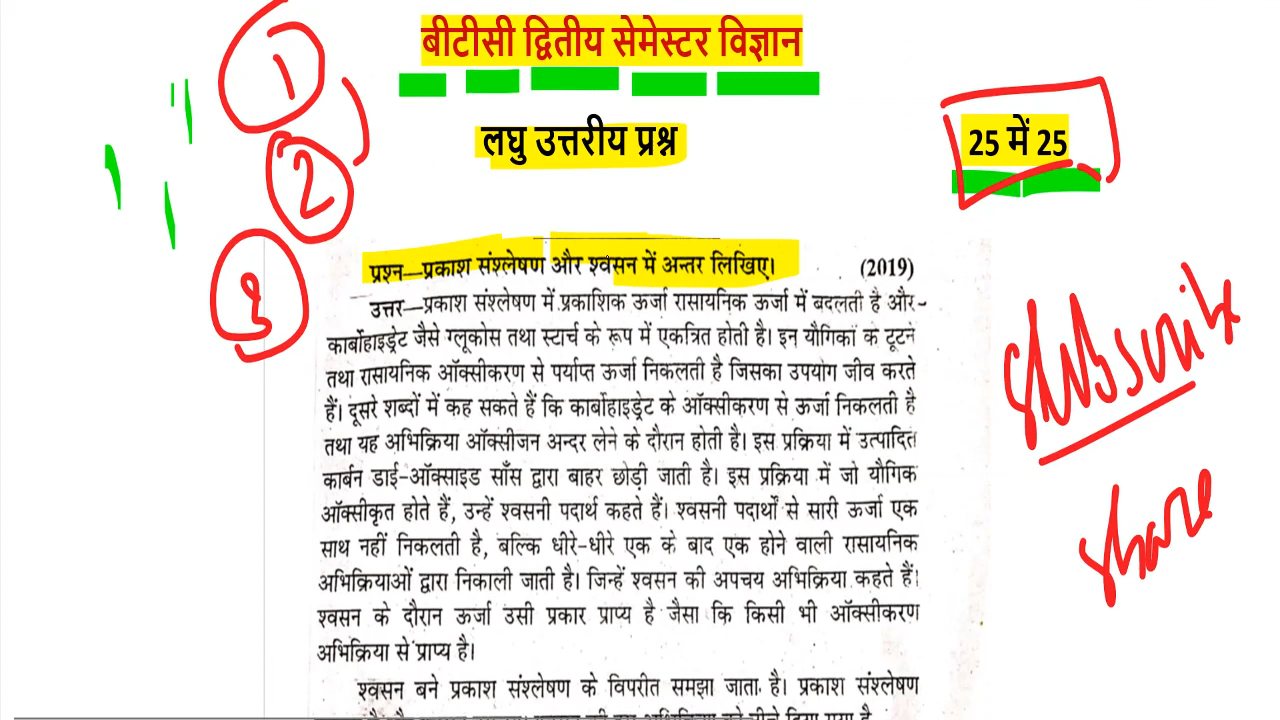 बीटीसी द्वितीय सेमेस्टर विज्ञान
1
लघु उत्तरीय प्रश्न
25 में 25
2
3
प्रश्न—प्रकाश संश्लेषण और श्वसन में अन्तर लिखिए। (2019)
उत्तर—प्रकाश संश्लेषण में प्रकाशिक ऊर्जा रासायनिक ऊर्जा में बदलती है और
कार्बोहाइड्रेट जैसे ग्लूकोस तथा स्टार्च के रूप में एकत्रित होती है। इन यौगिकों के टूटने
तथा रासायनिक ऑक्सीकरण से पर्याप्त ऊर्जा निकलती है जिसका उपयोग जीव करते
हैं। दूसरे शब्दों में कह सकते हैं कि कार्बोहाइड्रेट के ऑक्सीकरण से ऊर्जा निकलती है
तथा यह अभिक्रिया ऑक्सीजन अन्दर लेने के दौरान होती है। इस प्रक्रिया में उत्पादित
कार्बन डाई-ऑक्साइड साँस द्वारा बाहर छोड़ी जाती है। इस प्रक्रिया में जो यौगिक
ऑक्सीकृत होते हैं, उन्हें श्वसनी पदार्थ कहते हैं। श्वसनी पदार्थों से सारी ऊर्जा एक
साथ नहीं निकलती है, बल्कि धीरे-धीरे एक के बाद एक होने वाली रासायनिक
अभिक्रियाओं द्वारा निकाली जाती है। जिन्हें श्वसन की अपचय अभिक्रिया कहते हैं।
श्वसन के दौरान ऊर्जा उसी प्रकार प्राप्य है जैसा कि किसी भी ऑक्सीकरण
अभिक्रिया से प्राप्य है।
श्वसन बने प्रकाश संश्लेषण के विपरीत समझा जाता है। प्रकाश संश्लेषण
Subscribe
Share